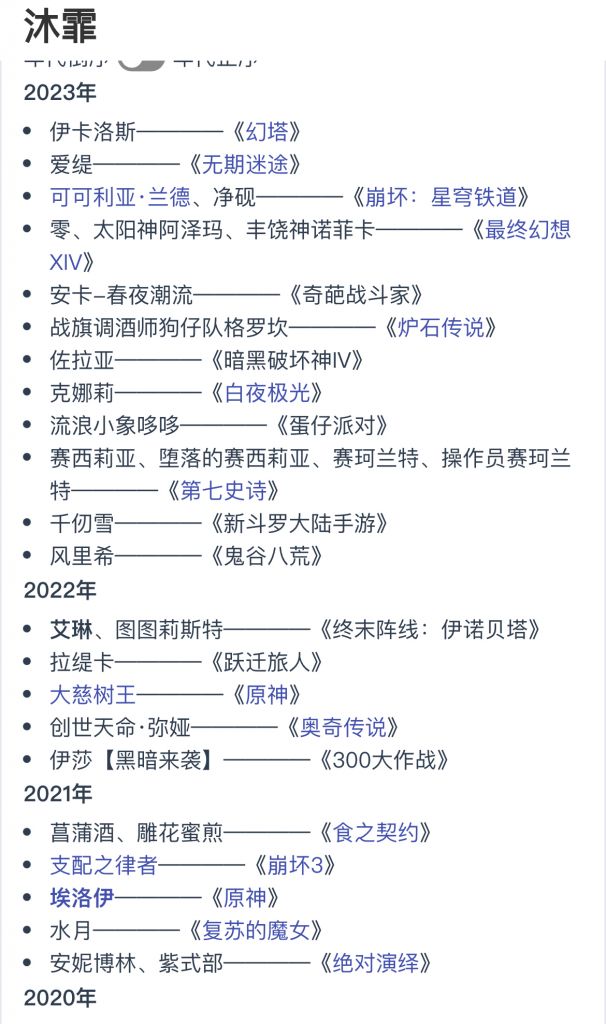 沐霏
年代倒序 年代正序
2023年
• 伊卡洛斯————《幻塔》
• 爱缇————《无期迷途》
• 可可利亚·兰德、净砚————《崩坏：星穹铁道》
• 零、太阳神阿泽玛、丰饶神诺菲卡————《最终幻想
XIV》
• 安卡–春夜潮流————《奇葩战斗家》
• 战旗调酒师狗仔队格罗坎————《炉石传说》
• 佐拉亚————《暗黑破坏神IV》
• 克娜莉————《白夜极光》
• 流浪小象哆哆————《蛋仔派对》
• 赛西莉亚、堕落的赛西莉亚、赛珂兰特、操作员赛珂兰
特————《第七史诗》
• 千仞雪————《新斗罗大陆手游》
• 风里希————《鬼谷八荒》
2022年
• 艾琳、图图莉斯特————《终末阵线：伊诺贝塔》
• 拉缇卡————《跃迁旅人》
• 大慈树王————《原神》
• 创世天命·弥娅————《奥奇传说》
• 伊莎【黑暗来袭】————《300大作战》
2021年
• 菖蒲酒、雕花蜜煎————《食之契约》
• 支配之律者————《崩坏3》
• 埃洛伊————《原神》
• 水月————《复苏的魔女》
• 安妮博林、紫式部————《绝对演绎》
2020年